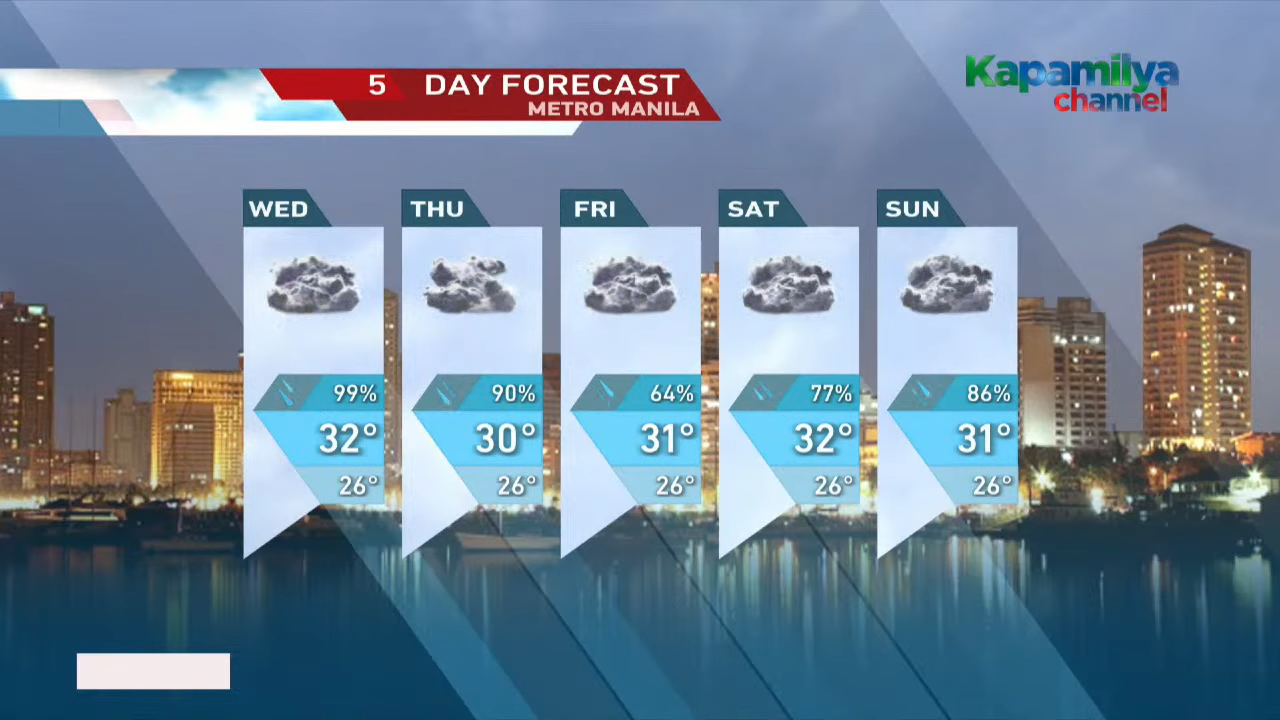 5 DAY FORECAST
METRO MANILA
Kapamilya
channel
WED THU FRI SAT SUN
99% 90% 64% 77% 86%
32° 30° 31° 32° 31°
26° 26° 26° 26° 26°